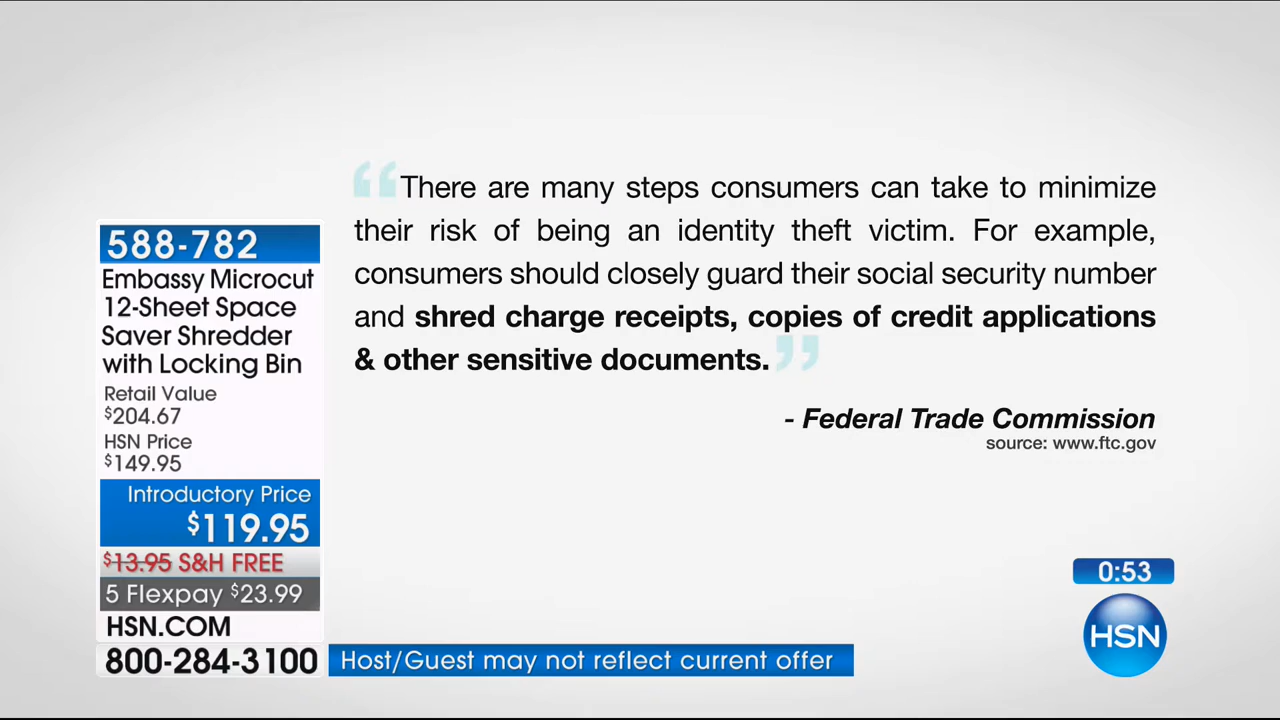 588-782
Embassy Microcut
12-Sheet Space
Saver Shredder
with Locking Bin
Retail Value
$204.67
HSN Price
$149.95
Introductory Price
$119.95
$13.95 S&H FREE
5 Flexpay $23.99
HSN.COM
800-284-3100
“There are many steps consumers can take to minimize
their risk of being an identity theft victim. For example,
consumers should closely guard their social security number
and shred charge receipts, copies of credit applications
& other sensitive documents.”
- Federal Trade Commission
source: www.ftc.gov
0:53
HSN
Host/Guest may not reflect current offer